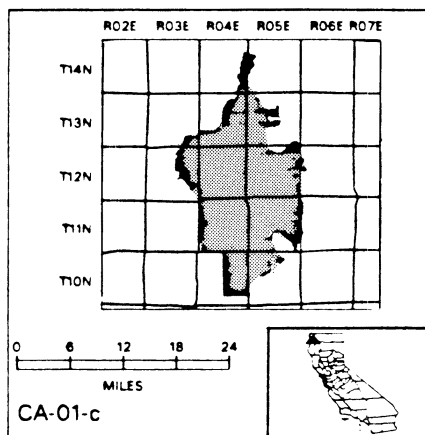 R02E R03E R04E R05E R06E R07E
T14N
T13N
T12N
T11N
T10N
0 6 12 18 24
MILES
CA-01-c